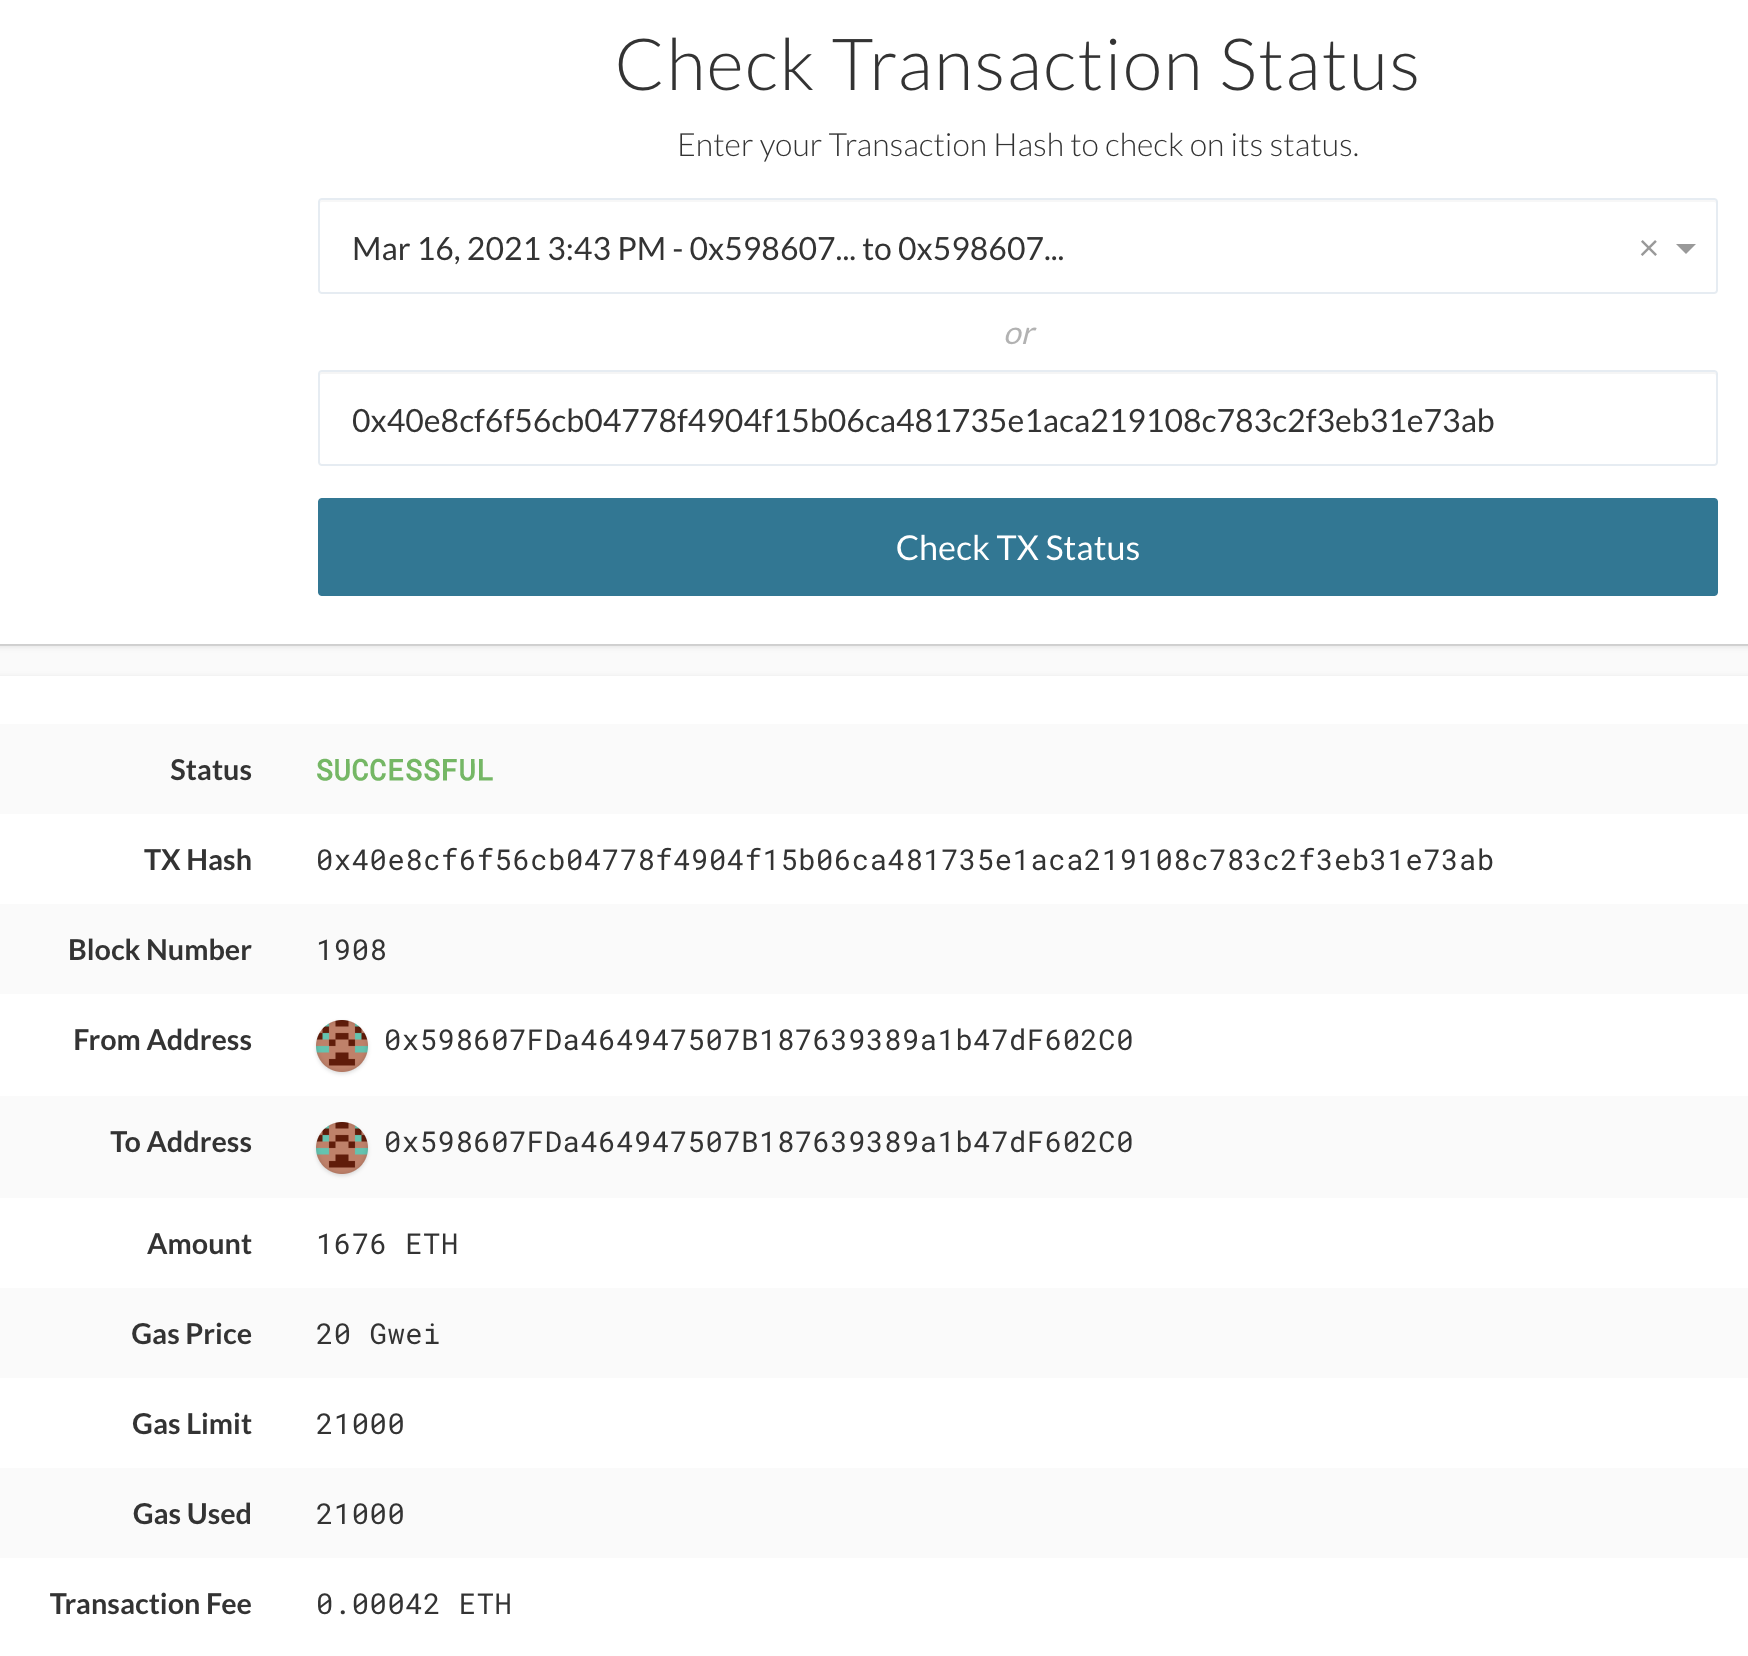 Check Transaction Status
Enter your Transaction Hash to check on its status.
Mar 16, 2021 3:43 PM - 0x598607... to 0x598607...
or
0x40e8cf6f56cb04778f4904f15b06ca481735e1aca219108c783c2f3eb31e73ab
Check TX Status
Status SUCCESSFUL
TX Hash 0x40e8cf6f56cb04778f4904f15b06ca481735e1aca219108c783c2f3eb31e73ab
Block Number 1908
From Address 0x598607FDa464947507B187639389a1b47dF602C0
To Address 0x598607FDa464947507B187639389a1b47dF602C0
Amount 1676 ETH
Gas Price 20 Gwei
Gas Limit 21000
Gas Used 21000
Transaction Fee 0.00042 ETH